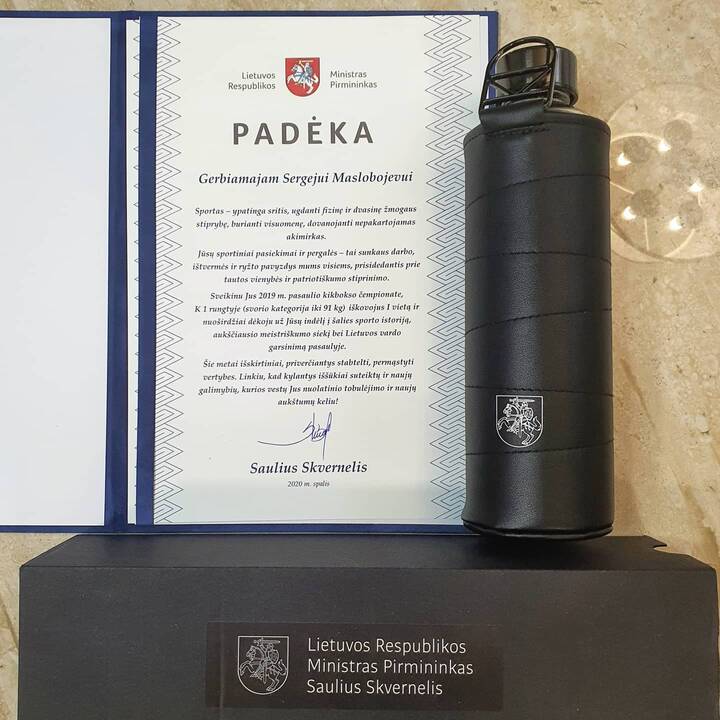 Lietuvos Respublikos
Ministras Pirmininkas
PADĖKA
Gerbiamajam Sergejui Maslobojevui
Sportas – ypatinga sritis, ugdanti fizinę ir dvasinę žmogaus
stiprybę, burianti visuomenę, dovanojanti nepakartojamas
akimirkas.
Jūsų sportiniai pasiekimai ir pergalės – tai sunkaus darbo,
ištvermės ir ryžto pavyzdys mums visiems, prisidedantis prie
tautos vienybės ir patriotiškumo stiprinimo.
Sveikinu Jus 2019 m. pasaulio kikbokso čempionate,
K 1 rungtyje (svorio kategorija iki 91 kg) iškovojus I vietą ir
nuoširdžiai dėkoju už Jūsų indėlį į šalies sporto istoriją,
aukščiausio meistriškumo siekį bei Lietuvos vardo
garsinimą pasaulyje.
Šie metai išskirtiniai, priverčiantys stabtelti, permąstyti
vertybes. Linkiu, kad kylantys iššūkiai suteiktų ir naujų
galimybių, kurios vestų Jus nuolatinio tobulėjimo ir naujų
aukštumų keliu!
Saulius Skvernelis
2020 m. spalis
Lietuvos Respublikos
Ministras Pirmininkas
Saulius Skvernelis